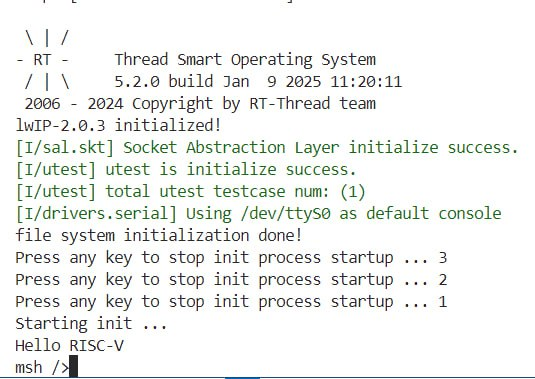 \ | /
- RT -     Thread Smart Operating System
 / | \     5.2.0 build Jan  9 2025 11:20:11
 2006 - 2024 Copyright by RT-Thread team
lwIP-2.0.3 initialized!
[I/sal.skt] Socket Abstraction Layer initialize success.
[I/utest] utest is initialize success.
[I/utest] total utest testcase num: (1)
[I/drivers.serial] Using /dev/ttyS0 as default console
file system initialization done!
Press any key to stop init process startup ... 3
Press any key to stop init process startup ... 2
Press any key to stop init process startup ... 1
Starting init ...
Hello RISC-V
msh />